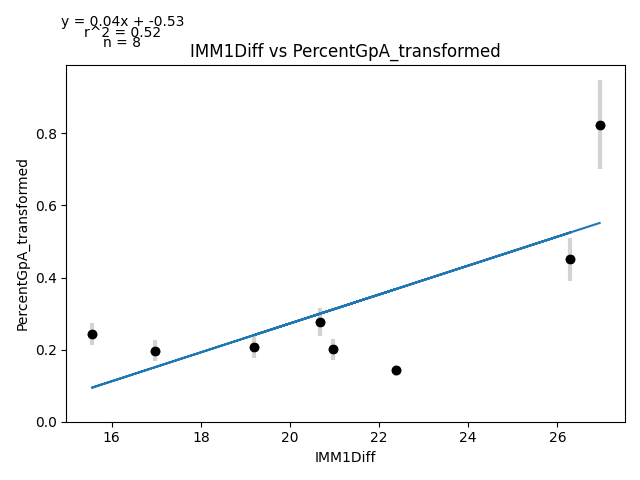 y = 0.04x + -0.53
r^2 = 0.52
n = 8
IMM1Diff vs PercentGpA_transformed
PercentGpA_transformed
0.8
0.6
0.4
0.2
0.0
16
18
20
22
24
26
IMM1Diff